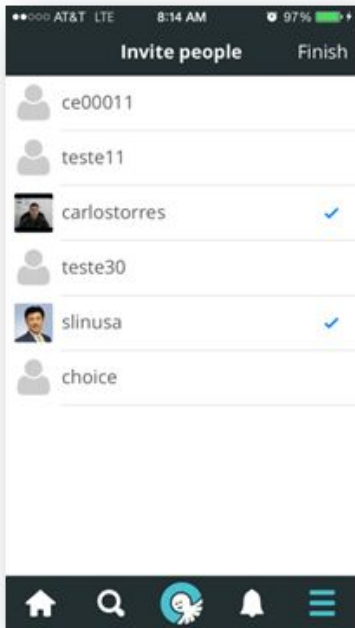 AT&T LTE 8:14 AM 97%
Invite people Finish
ce00011
teste11
carlostorres
teste30
slinusa
choice